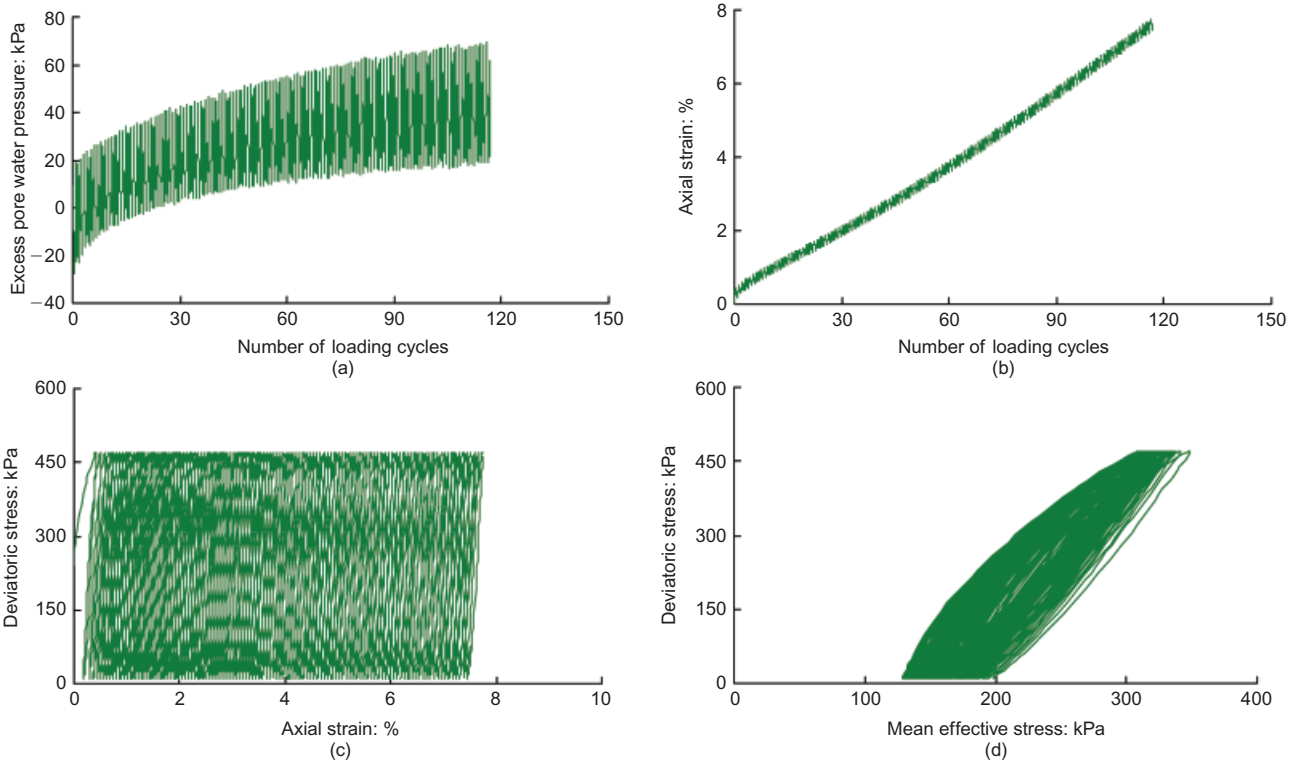 80
60
40
20
0
−20
−40
Excess pore water pressure: kPa
0 30 60 90 120 150
Number of loading cycles
(a)
8
6
4
2
0
Axial strain: %
0 30 60 90 120 150
Number of loading cycles
(b)
600
450
300
150
0
Deviatoric stress: kPa
0 2 4 6 8 10
Axial strain: %
(c)
600
450
300
150
0
Deviatoric stress: kPa
0 100 200 300 400
Mean effective stress: kPa
(d)